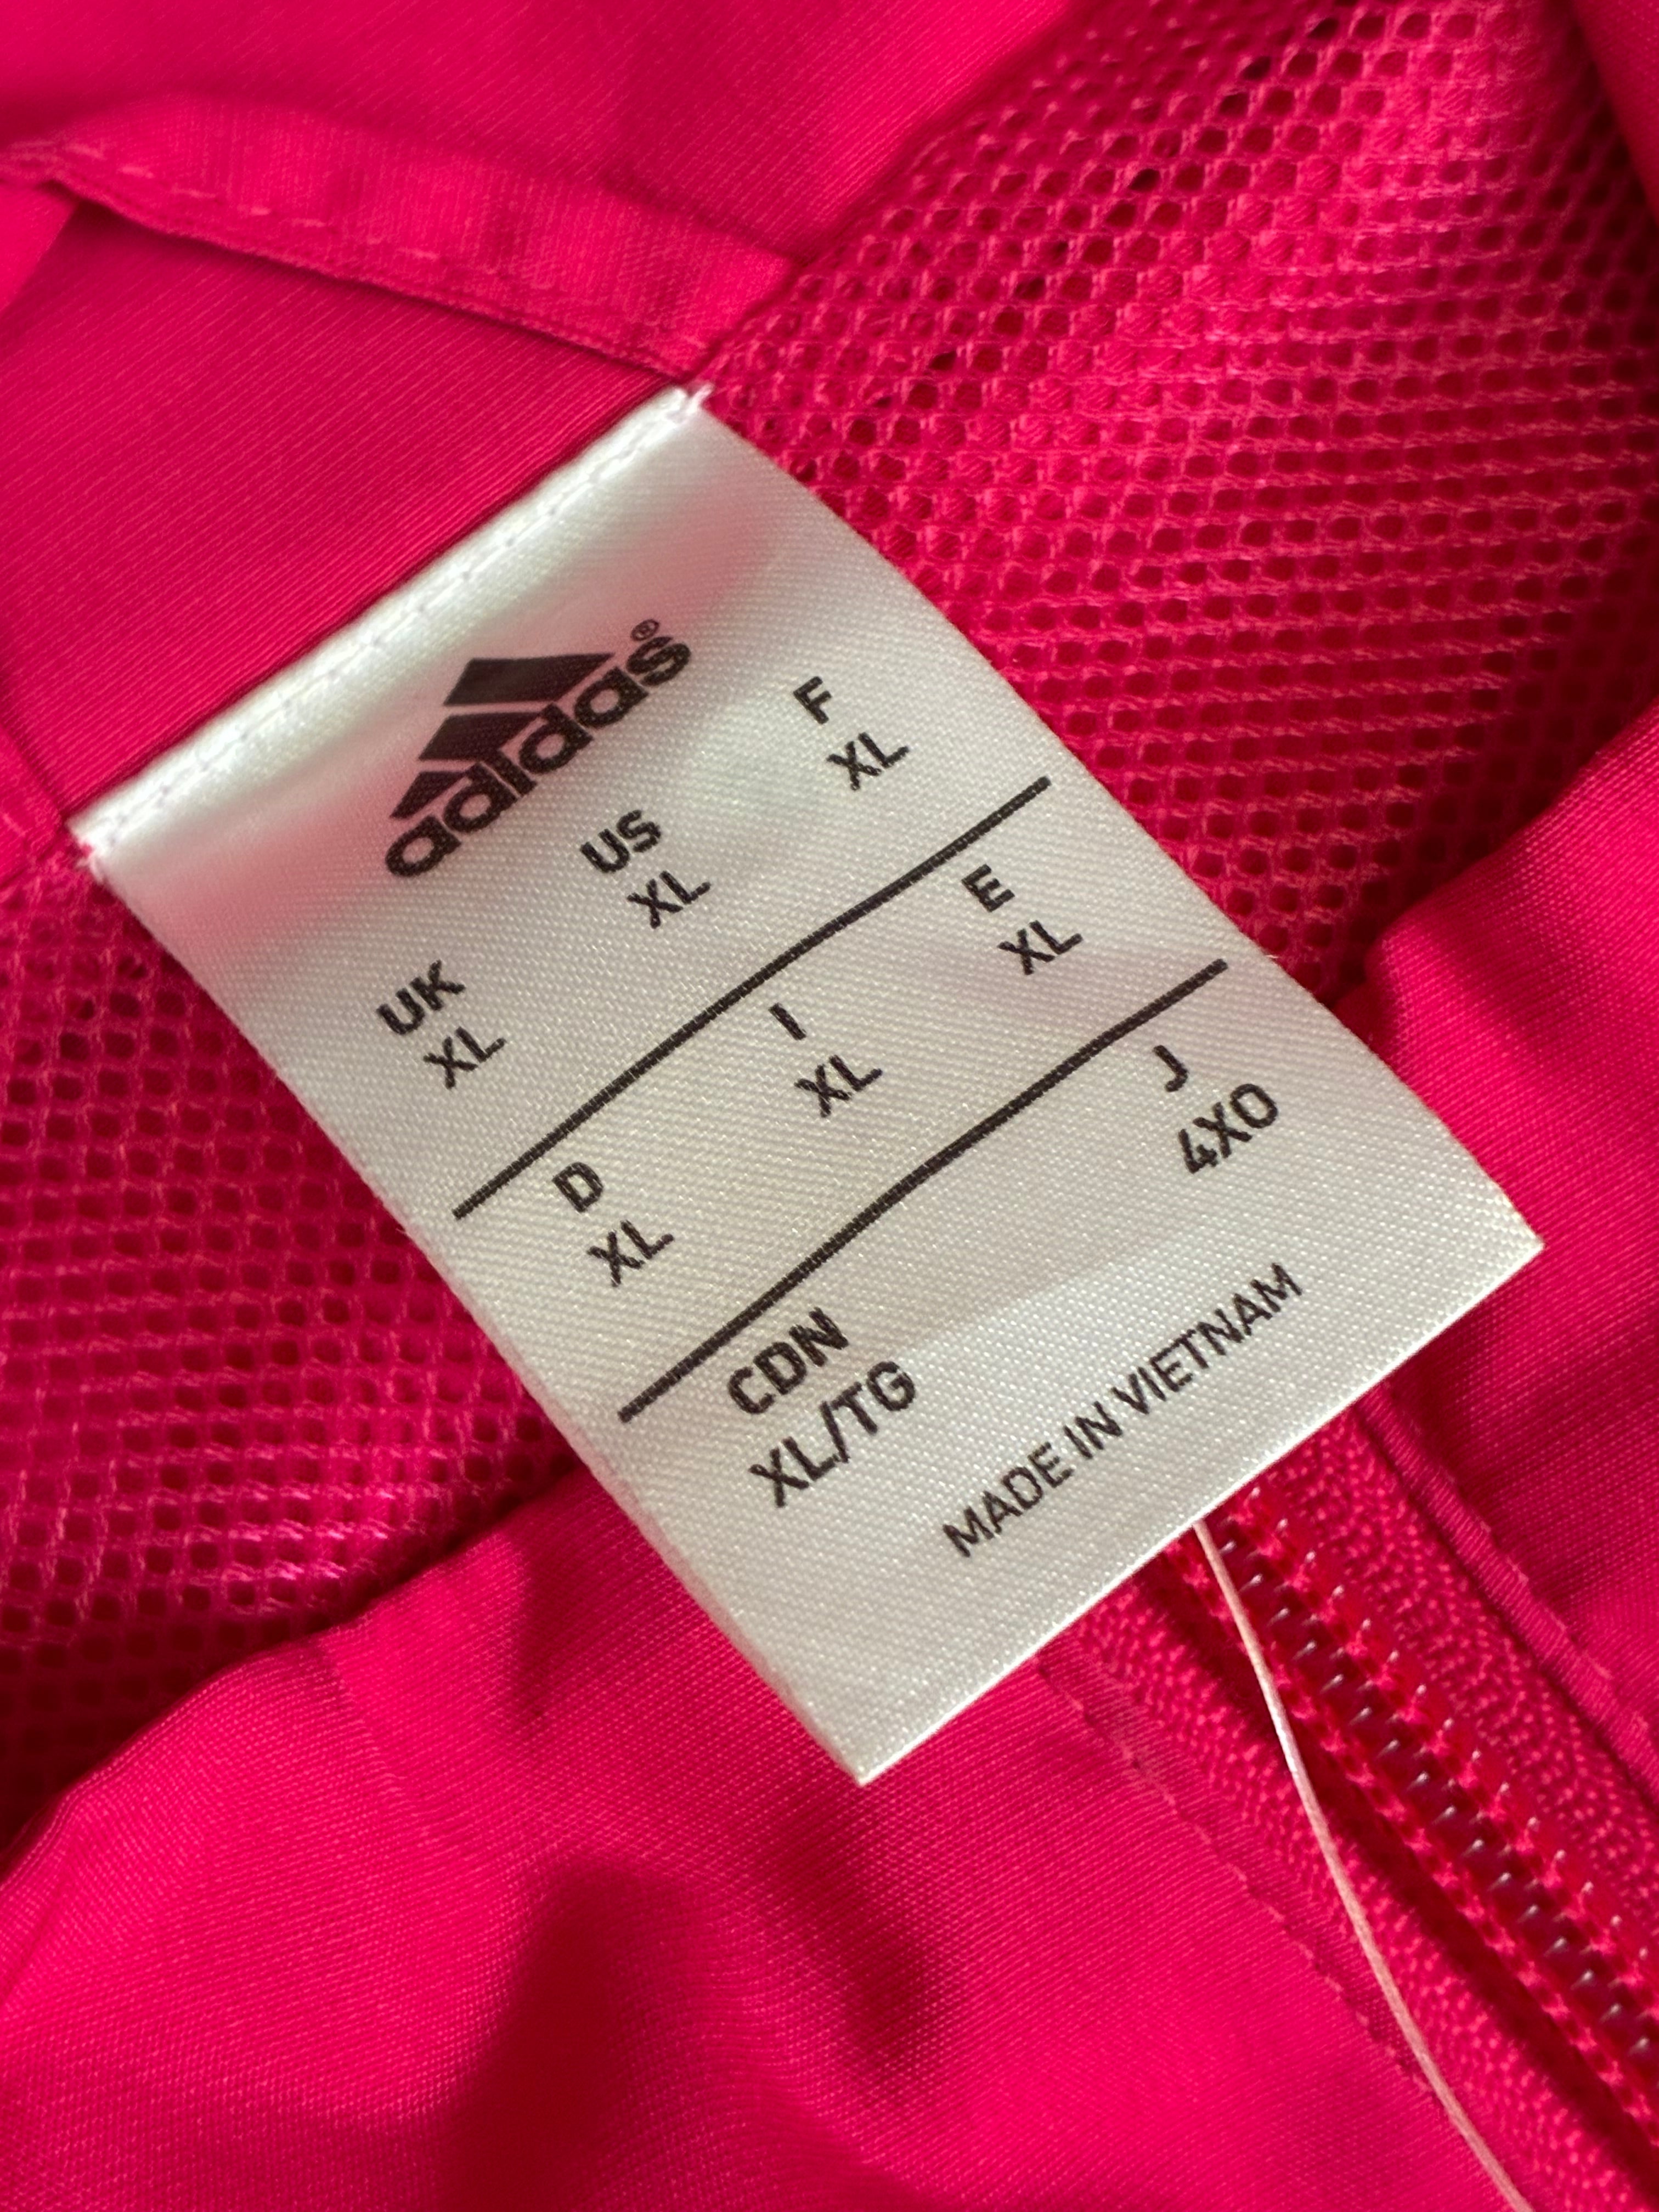 adidas®
UK US F
XL XL XL
D I E
XL XL XL
CDN J
XL/TG 4XO
MADE IN VIETNAM